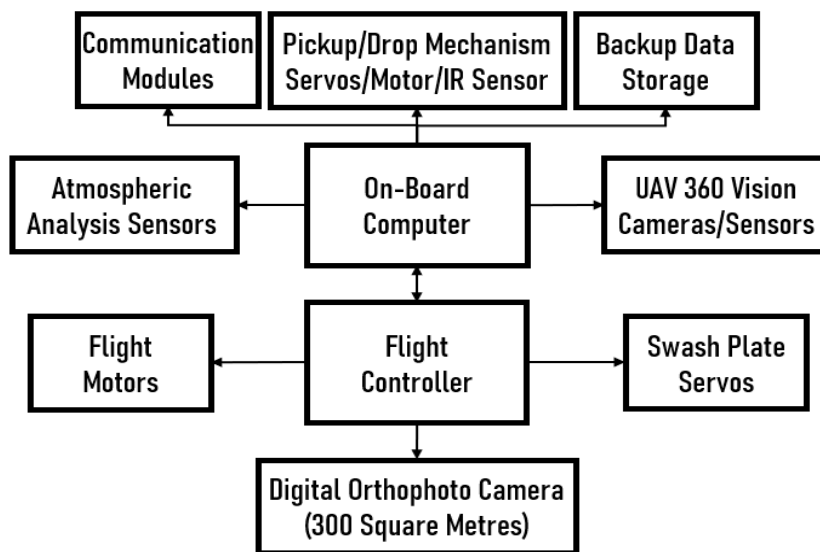 Communication
Modules
Pickup/Drop Mechanism
Servos/Motor/IR Sensor
Backup Data
Storage
Atmospheric
Analysis Sensors
On-Board
Computer
UAV 360 Vision
Cameras/Sensors
Flight
Motors
Flight
Controller
Swash Plate
Servos
Digital Orthophoto Camera
(300 Square Metres)